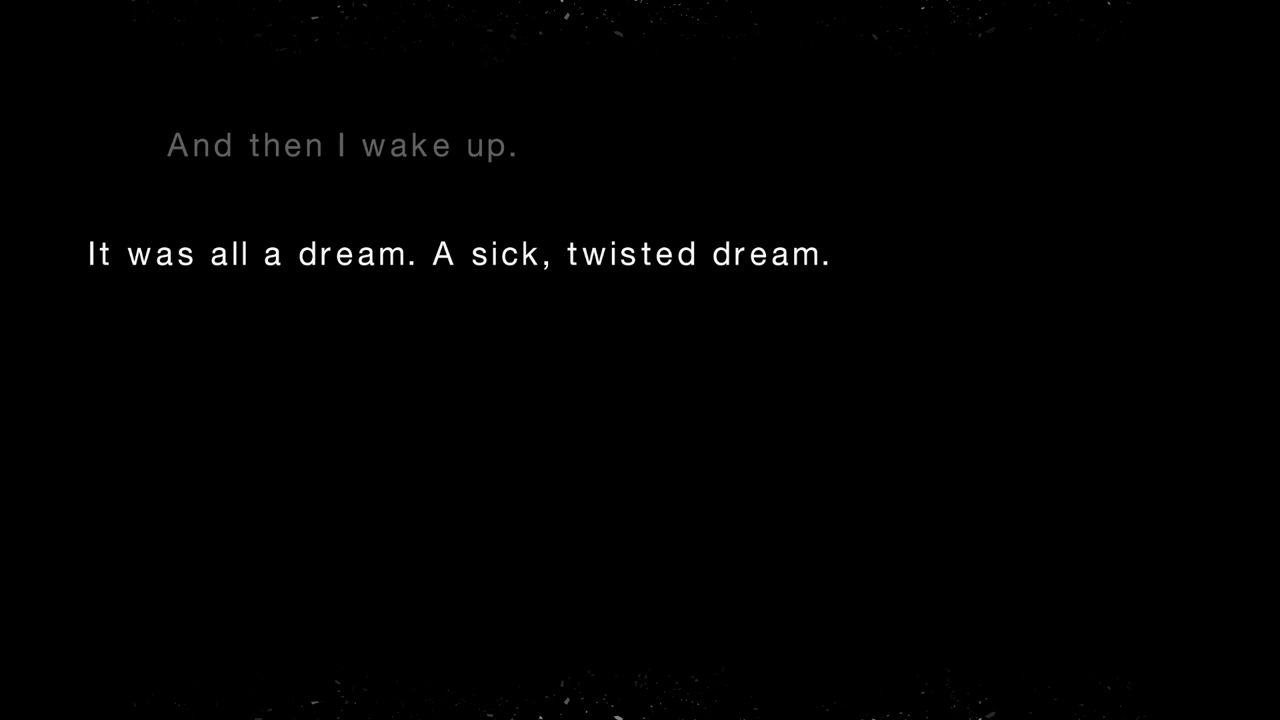 And then I wake up.
It was all a dream. A sick, twisted dream.